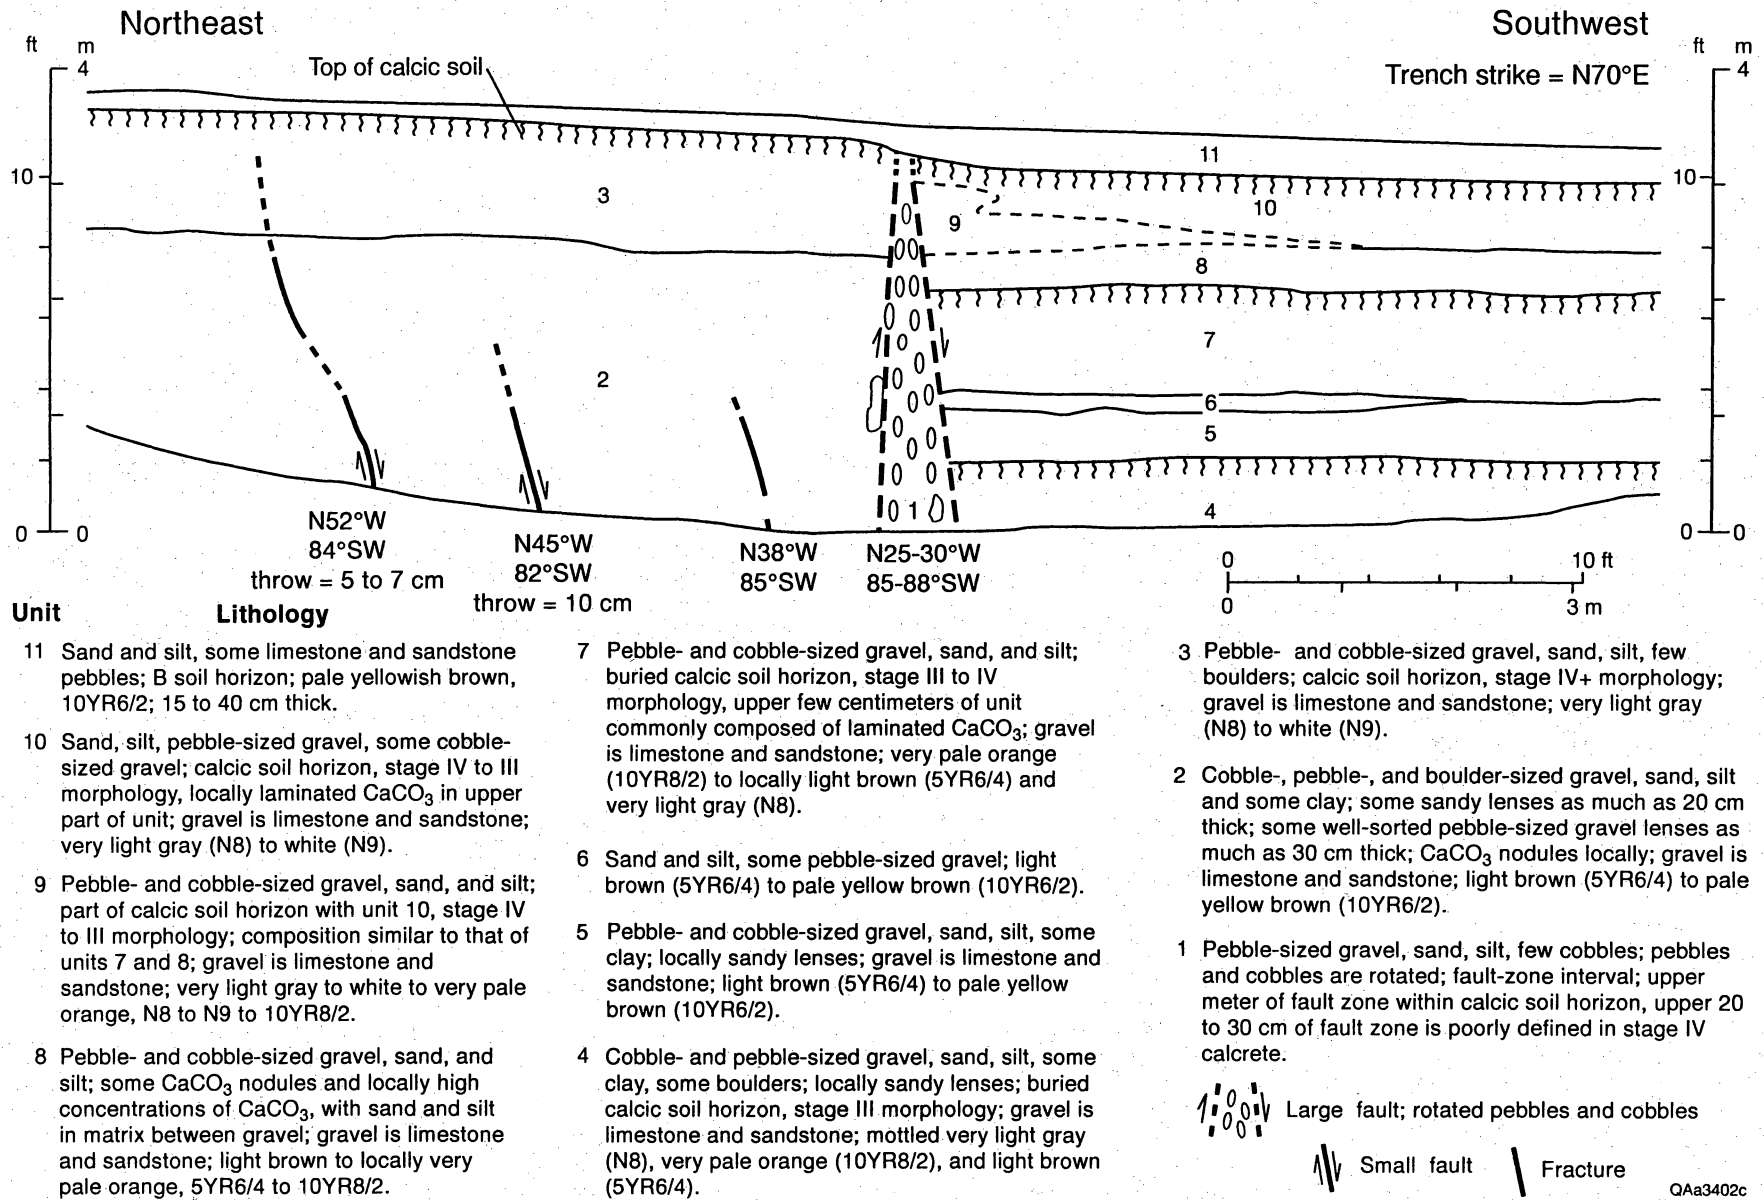 Northeast
Southwest
ft m
ft m
4
4
Top of calcic soil
Trench strike = N70°E
11
10
10
3
10
9
8
7
2
6
5
1
4
0 0
0 0
N52°W
84°SW
throw = 5 to 7 cm
N45°W
82°SW
throw = 10 cm
N38°W
85°SW
N25-30°W
85-88°SW
0 10 ft
0 3 m
Unit Lithology
11 Sand and silt, some limestone and sandstone
pebbles; B soil horizon; pale yellowish brown,
10YR6/2; 15 to 40 cm thick.
10 Sand, silt, pebble-sized gravel, some cobble-
sized gravel; calcic soil horizon, stage IV to III
morphology, locally laminated CaCO₃ in upper
part of unit; gravel is limestone and sandstone;
very light gray (N8) to white (N9).
9 Pebble- and cobble-sized gravel, sand, and silt;
part of calcic soil horizon with unit 10, stage IV
to III morphology; composition similar to that of
units 7 and 8; gravel is limestone and
sandstone; very light gray to white to very pale
orange, N8 to N9 to 10YR8/2.
8 Pebble- and cobble-sized gravel, sand, and
silt; some CaCO₃ nodules and locally high
concentrations of CaCO₃, with sand and silt
in matrix between gravel; gravel is limestone
and sandstone; light brown to locally very
pale orange, 5YR6/4 to 10YR8/2.
7 Pebble- and cobble-sized gravel, sand, and silt;
buried calcic soil horizon, stage III to IV
morphology, upper few centimeters of unit
commonly composed of laminated CaCO₃; gravel
is limestone and sandstone; very pale orange
(10YR8/2) to locally light brown (5YR6/4) and
very light gray (N8).
6 Sand and silt, some pebble-sized gravel; light
brown (5YR6/4) to pale yellow brown (10YR6/2).
5 Pebble- and cobble-sized gravel, sand, silt, some
clay; locally sandy lenses; gravel is limestone and
sandstone; light brown (5YR6/4) to pale yellow
brown (10YR6/2).
4 Cobble- and pebble-sized gravel, sand, silt, some
clay, some boulders; locally sandy lenses; buried
calcic soil horizon, stage III morphology; gravel is
limestone and sandstone; mottled very light gray
(N8), very pale orange (10YR8/2), and light brown
(5YR6/4).
3 Pebble- and cobble-sized gravel, sand, silt, few
boulders; calcic soil horizon, stage IV+ morphology;
gravel is limestone and sandstone; very light gray
(N8) to white (N9).
2 Cobble-, pebble-, and boulder-sized gravel, sand, silt
and some clay; some sandy lenses as much as 20 cm
thick; some well-sorted pebble-sized gravel lenses as
much as 30 cm thick; CaCO₃ nodules locally; gravel is
limestone and sandstone; light brown (5YR6/4) to pale
yellow brown (10YR6/2).
1 Pebble-sized gravel, sand, silt, few cobbles; pebbles
and cobbles are rotated; fault-zone interval; upper
meter of fault zone within calcic soil horizon, upper 20
to 30 cm of fault zone is poorly defined in stage IV
calcrete.
Large fault; rotated pebbles and cobbles
Small fault Fracture
QAa3402c